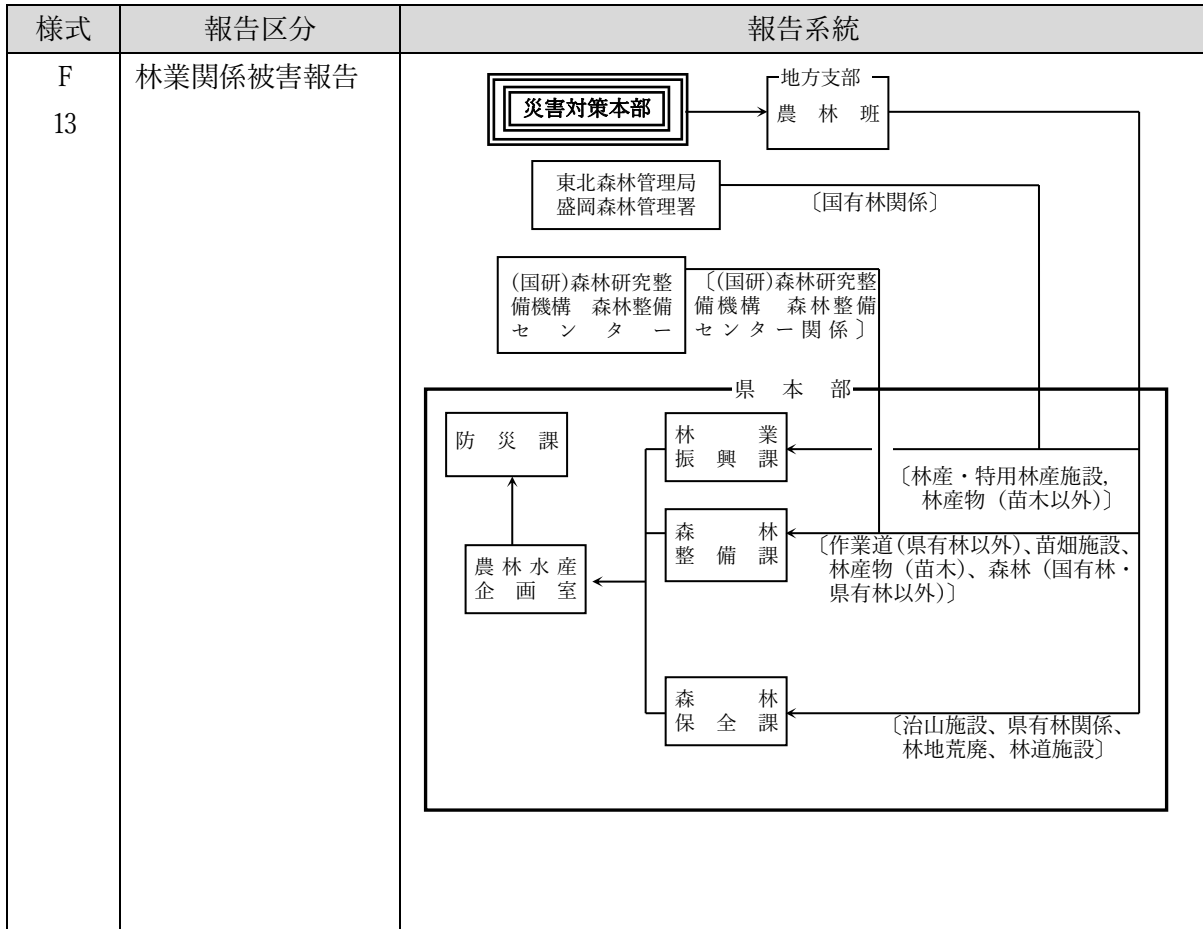 様式 報告区分 報告系統
F 林業関係被害報告
13
災害対策本部
地方支部
農林班
東北森林管理局
盛岡森林管理署
〔国有林関係〕
(国研)森林研究整
備機構 森林整備
センター
〔(国研)森林研究整
備機構 森林整備
センター関係〕
県本部
防災課
林業
振興課
〔林産・特用林産施設,
林産物（苗木以外)〕
森林
整備課
〔作業道(県有林以外)、苗畑施設、
林産物（苗木)、森林（国有林・
県有林以外)〕
農林水産
企画室
森林
保全課
〔治山施設、県有林関係、
林地荒廃、林道施設〕